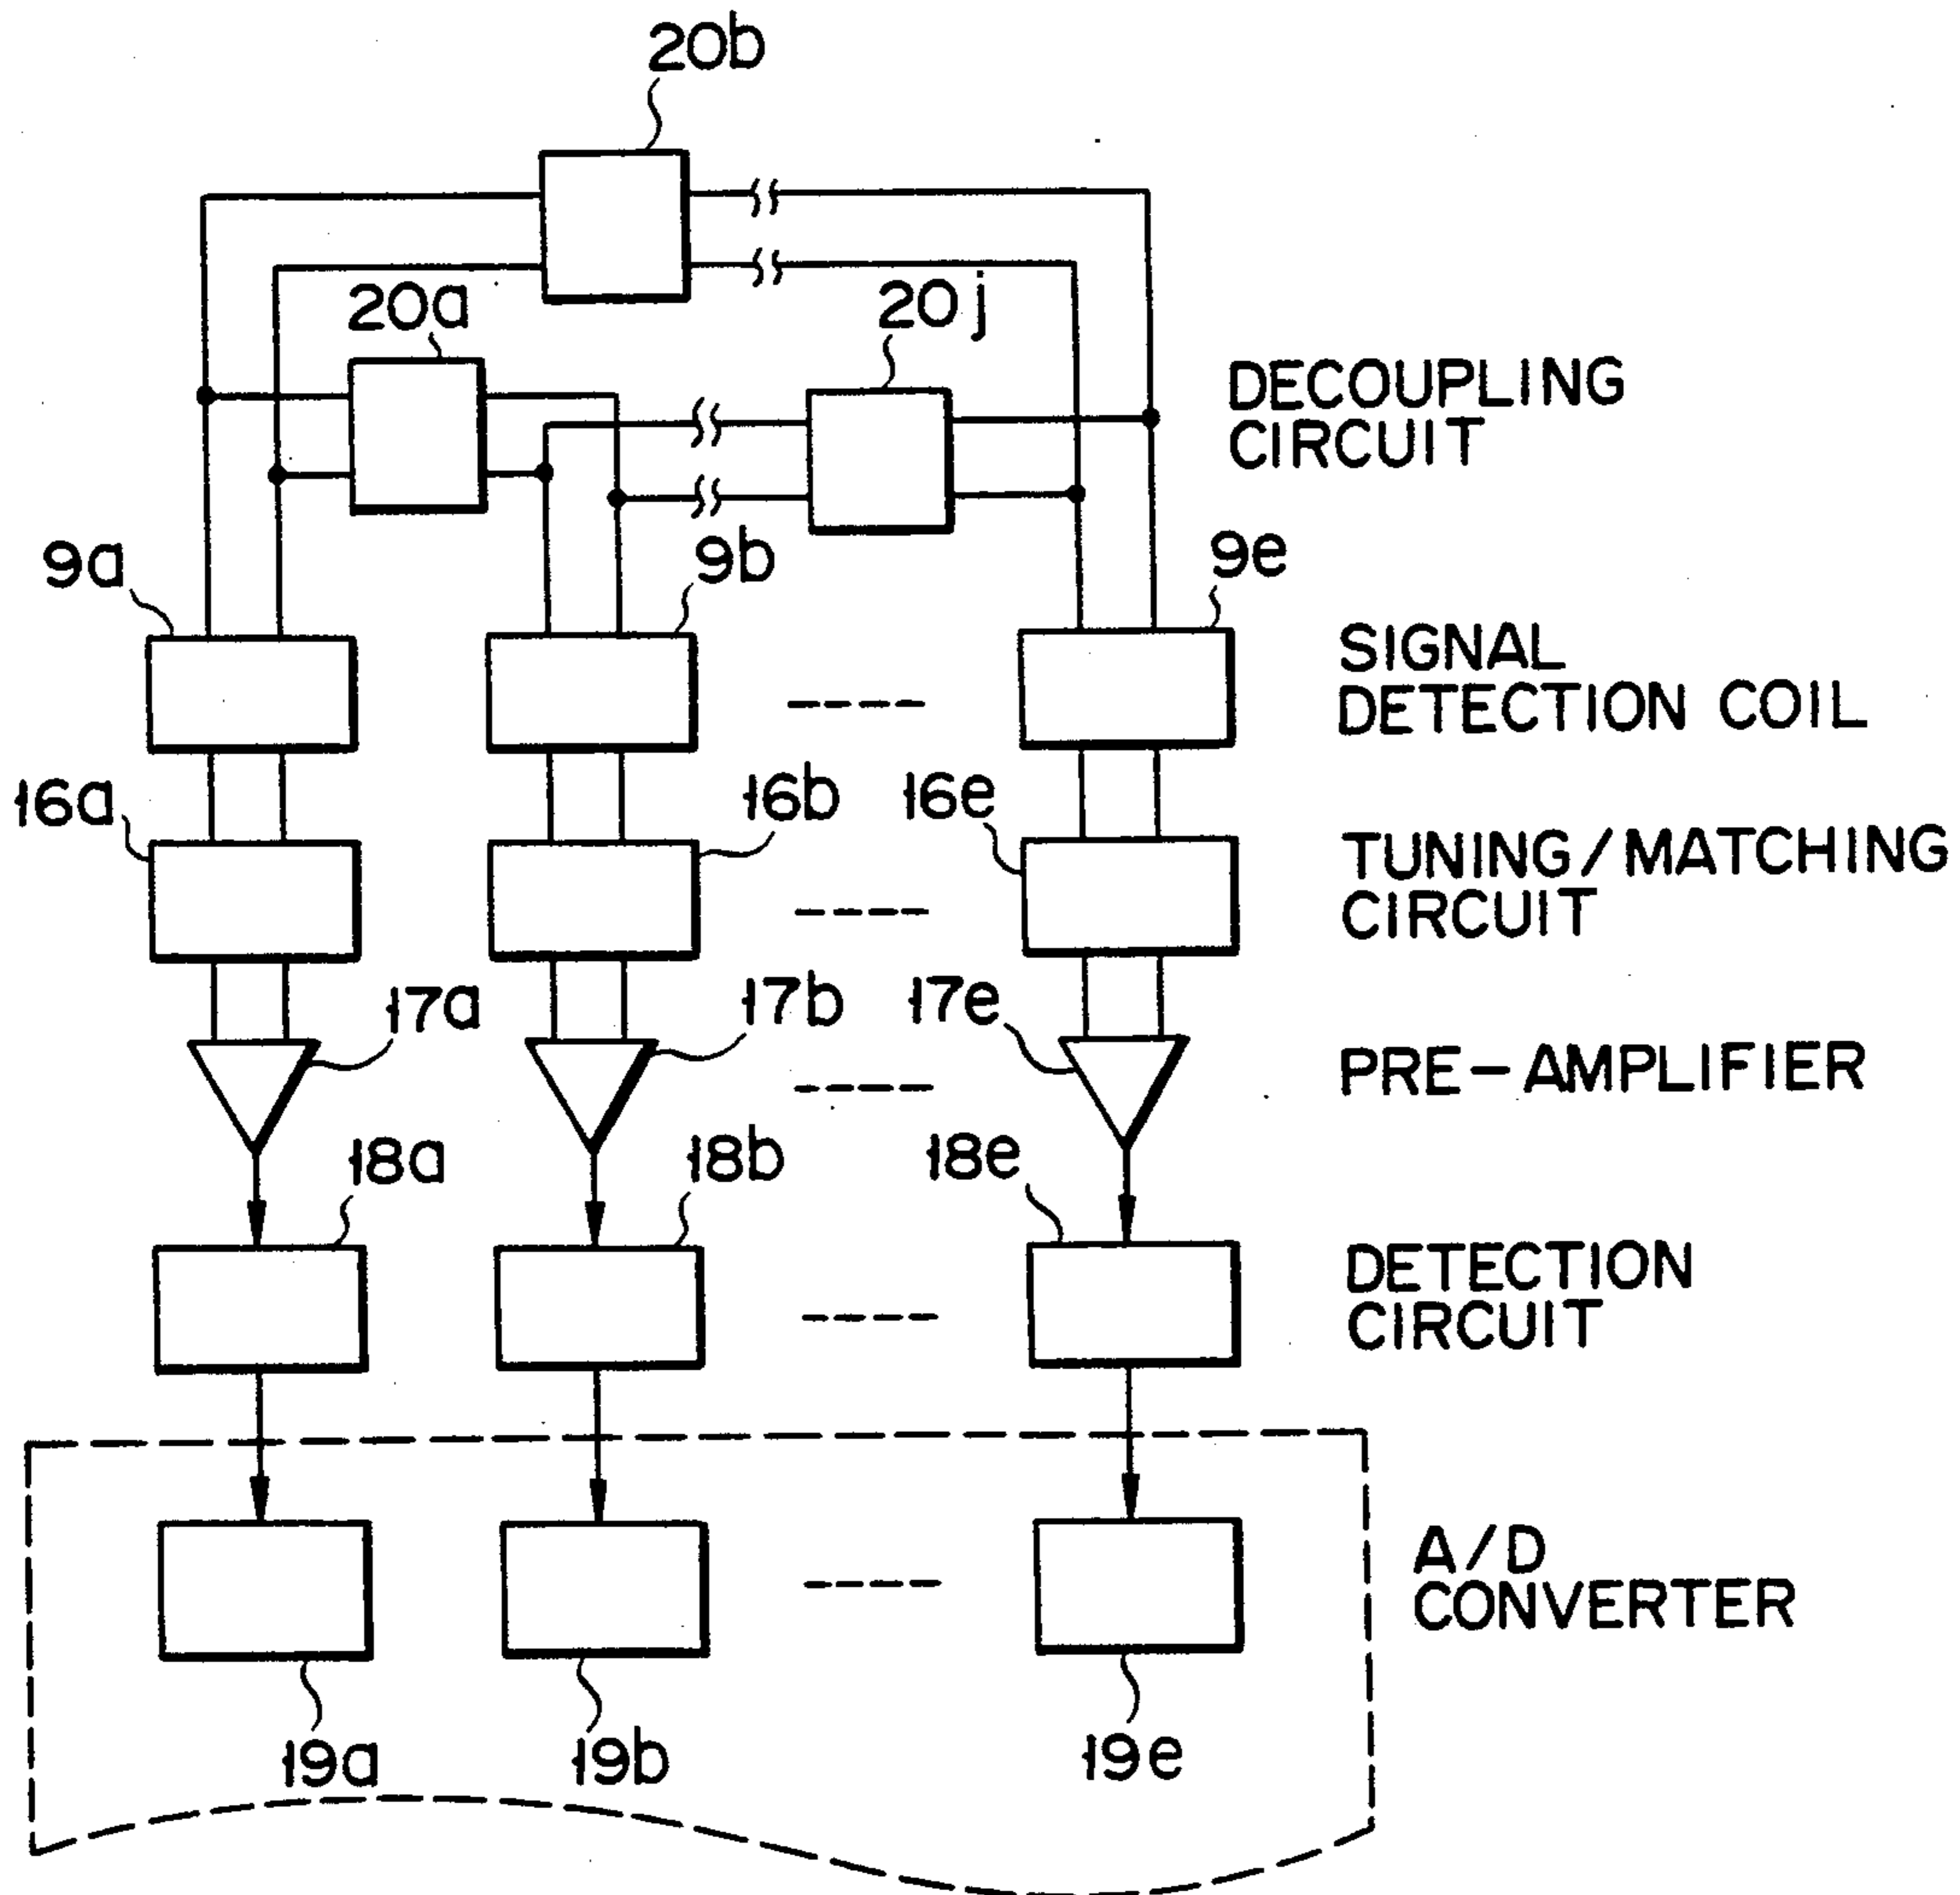 20b
20a
20j
DECOUPLING
CIRCUIT
9a
9b
9e
SIGNAL
DETECTION COIL
16a
16b
16e
TUNING/MATCHING
CIRCUIT
17a
17b
17e
PRE-AMPLIFIER
18a
18b
18e
DETECTION
CIRCUIT
A/D
CONVERTER
19a
19b
19e